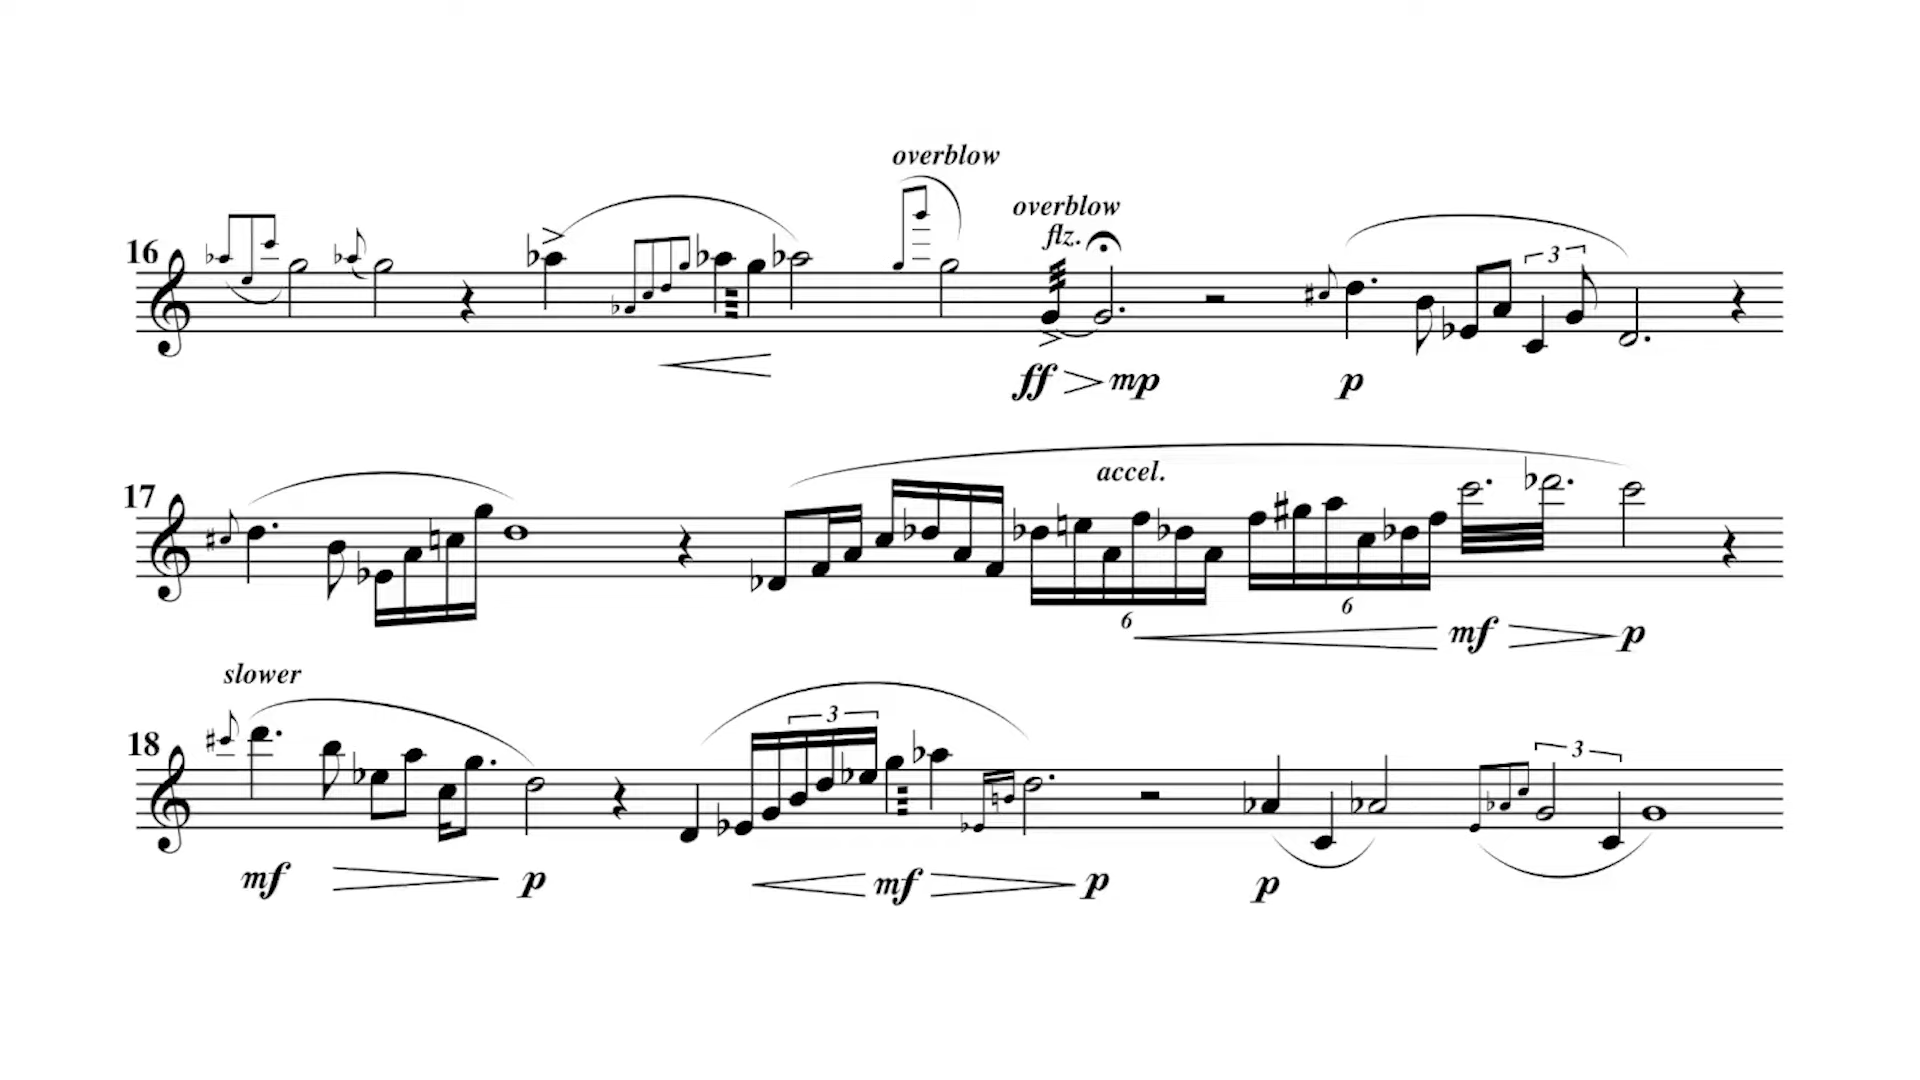 overblow
overblow
16 flz. 3
ff mp p
17 accel.
6 6
mf p
slower
18 3 3
mf p mf p p